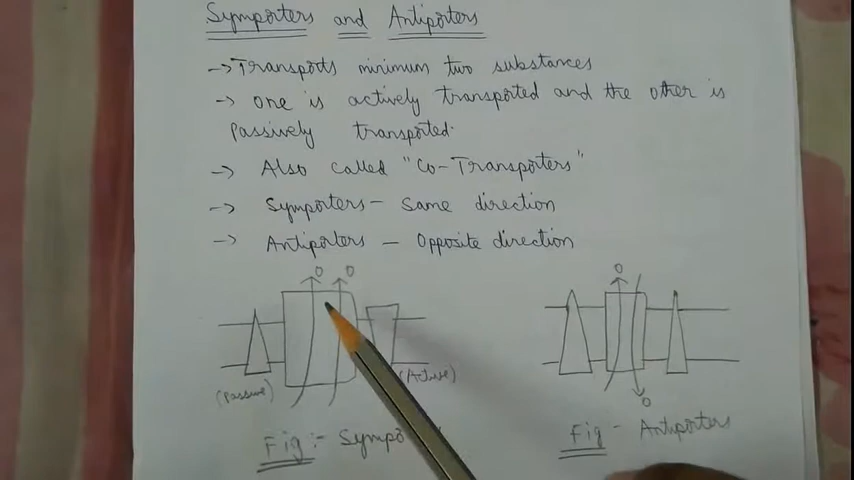 Symporters and Antiporters
→ Transports minimum two substances
→ One is actively transported and the other is
Passively transported.
→ Also called "Co-Transporters"
→ Symporters - Same direction
→ Antiporters - Opposite direction
(Passive) (Active)
Fig :- Sympo
Fig - Antiporters